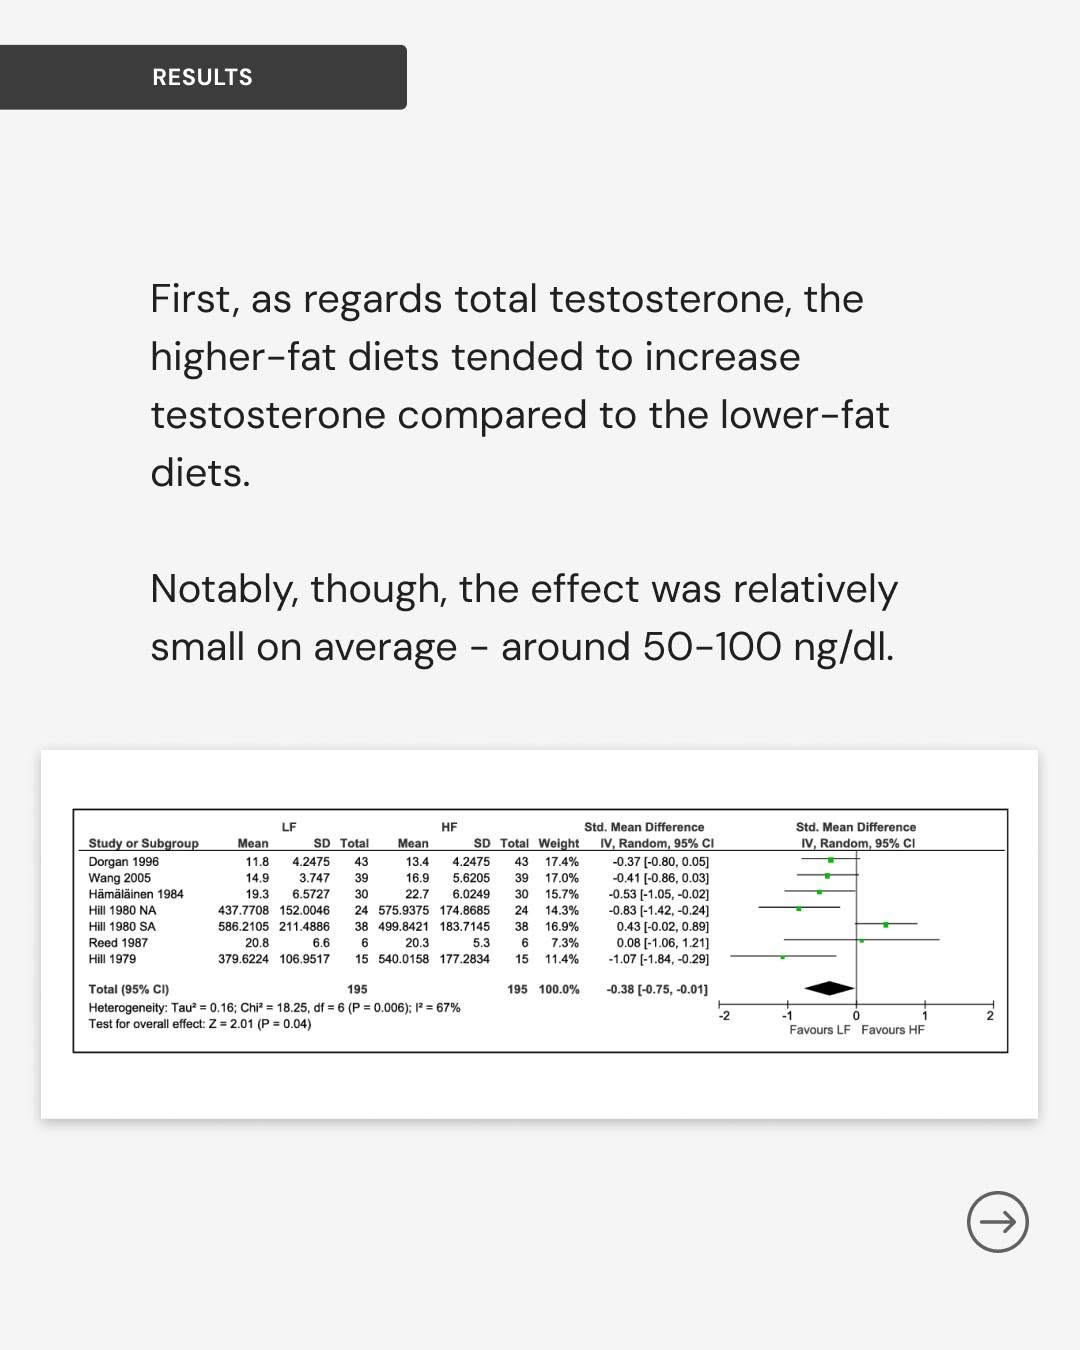 RESULTS
First, as regards total testosterone, the
higher-fat diets tended to increase
testosterone compared to the lower-fat
diets.
Notably, though, the effect was relatively
small on average - around 50-100 ng/dl.
LF HF Std. Mean Difference Std. Mean Difference
Study or Subgroup Mean SD Total Mean SD Total Weight IV, Random, 95% CI IV, Random, 95% CI
Dorgan 1996 11.8 4.2475 43 13.4 4.2475 43 17.4% -0.37 [-0.80, 0.05]
Wang 2005 14.9 3.747 39 16.9 5.6205 39 17.0% -0.41 [-0.86, 0.03]
Hämäläinen 1984 19.3 6.5727 30 22.7 6.0249 30 15.7% -0.53 [-1.05, -0.02]
Hill 1980 NA 437.7708 152.0046 24 575.9375 174.8685 24 14.3% -0.83 [-1.42, -0.24]
Hill 1980 SA 586.2105 211.4886 38 499.8421 183.7145 38 16.9% 0.43 [-0.02, 0.89]
Reed 1987 20.8 6.6 6 20.3 5.3 6 7.3% 0.08 [-1.06, 1.21]
Hill 1979 379.6224 106.9517 15 540.0158 177.2834 15 11.4% -1.07 [-1.84, -0.29]
Total (95% CI) 195 195 100.0% -0.38 [-0.75, -0.01]
Heterogeneity: Tau² = 0.16; Chi² = 18.25, df = 6 (P = 0.006); I² = 67%
Test for overall effect: Z = 2.01 (P = 0.04)
-2 -1 0 1 2
Favours LF Favours HF